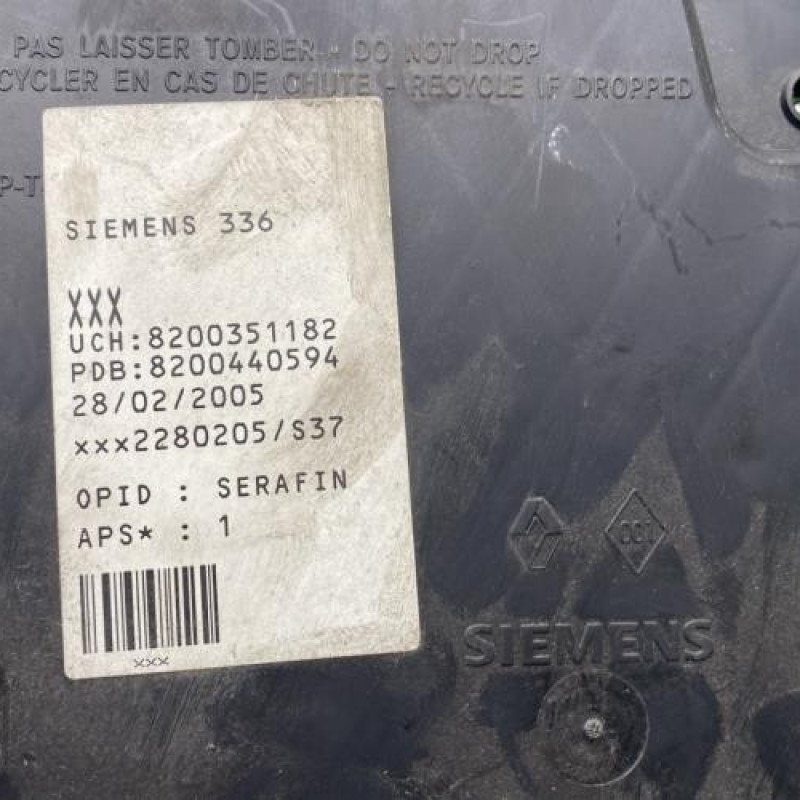 PAS LAISSER TOMBER - DO NOT DROP
CYCLER EN CAS DE CHUTE - RECYCLE IF DROPPED
P-T
SIEMENS 336
XXX
UCH:8200351182
PDB:8200440594
28/02/2005
xxx2280205/S37
OPID : SERAFIN
APS* : 1
xxx
001
SIEMENS